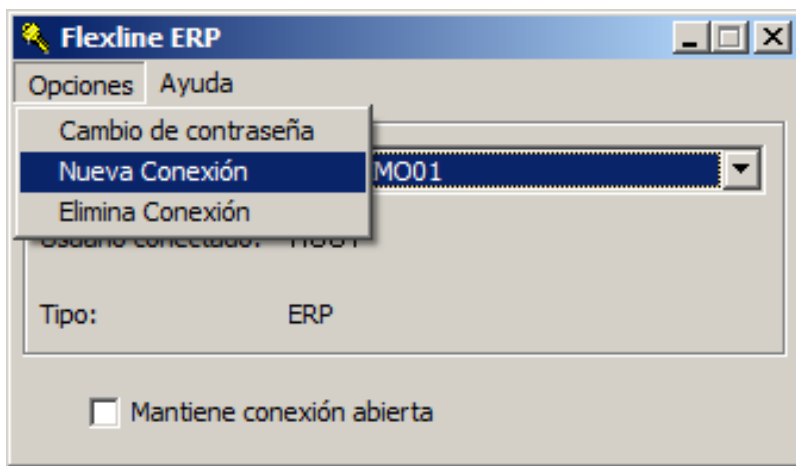 Flexline ERP
Opciones Ayuda
Cambio de contraseña
Nueva Conexión
MO01
Elimina Conexión
Tipo: ERP
Mantiene conexión abierta